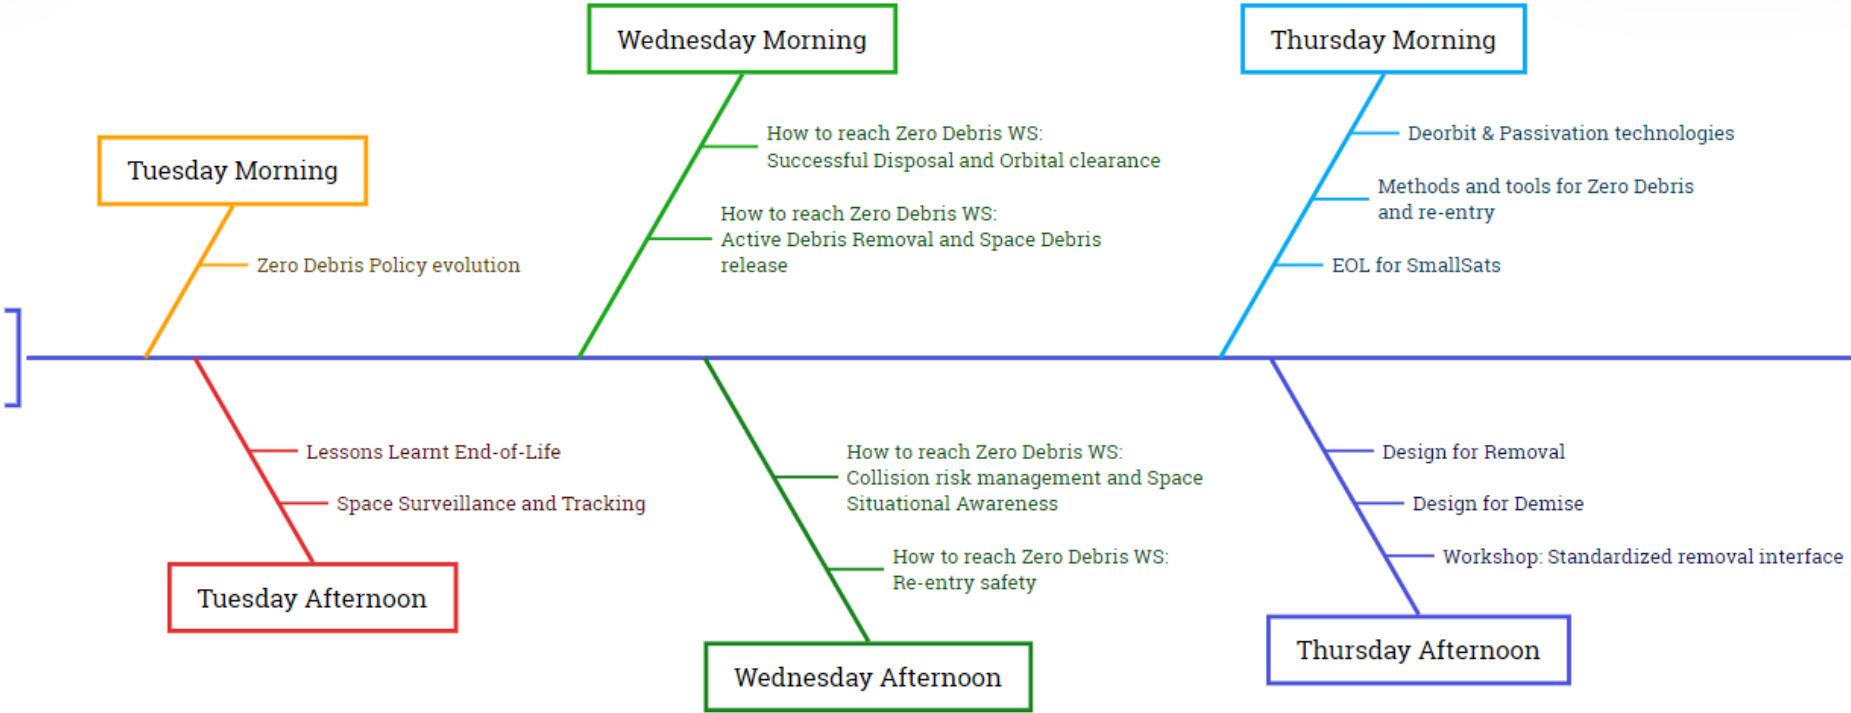 Tuesday Morning
Zero Debris Policy evolution
Lessons Learnt End-of-Life
Space Surveillance and Tracking
Tuesday Afternoon
Wednesday Morning
How to reach Zero Debris WS:
Successful Disposal and Orbital clearance
How to reach Zero Debris WS:
Active Debris Removal and Space Debris
release
How to reach Zero Debris WS:
Collision risk management and Space
Situational Awareness
How to reach Zero Debris WS:
Re-entry safety
Wednesday Afternoon
Thursday Morning
Deorbit & Passivation technologies
Methods and tools for Zero Debris
and re-entry
EOL for SmallSats
Design for Removal
Design for Demise
Workshop: Standardized removal interface
Thursday Afternoon